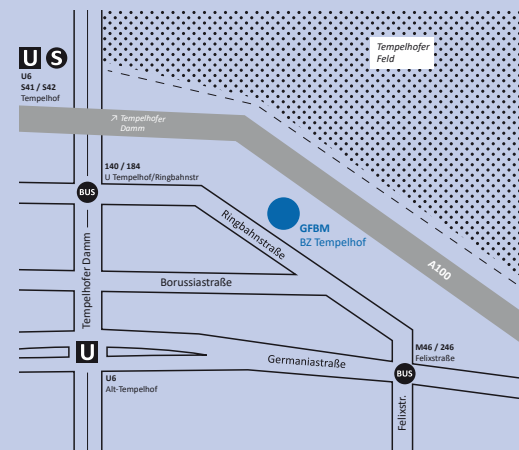 Tempelhofer
Feld
U S
U6
S41 / S42
Tempelhof
↗ Tempelhofer
Damm
140 / 184
U Tempelhof/Ringbahnstr
BUS
Ringbahnstraße
GFBM
BZ Tempelhof
A100
Tempelhofer Damm
Borussiastraße
U
U6
Alt-Tempelhof
Germaniastraße
M46 / 246
Felixstraße
BUS
Felixstr.